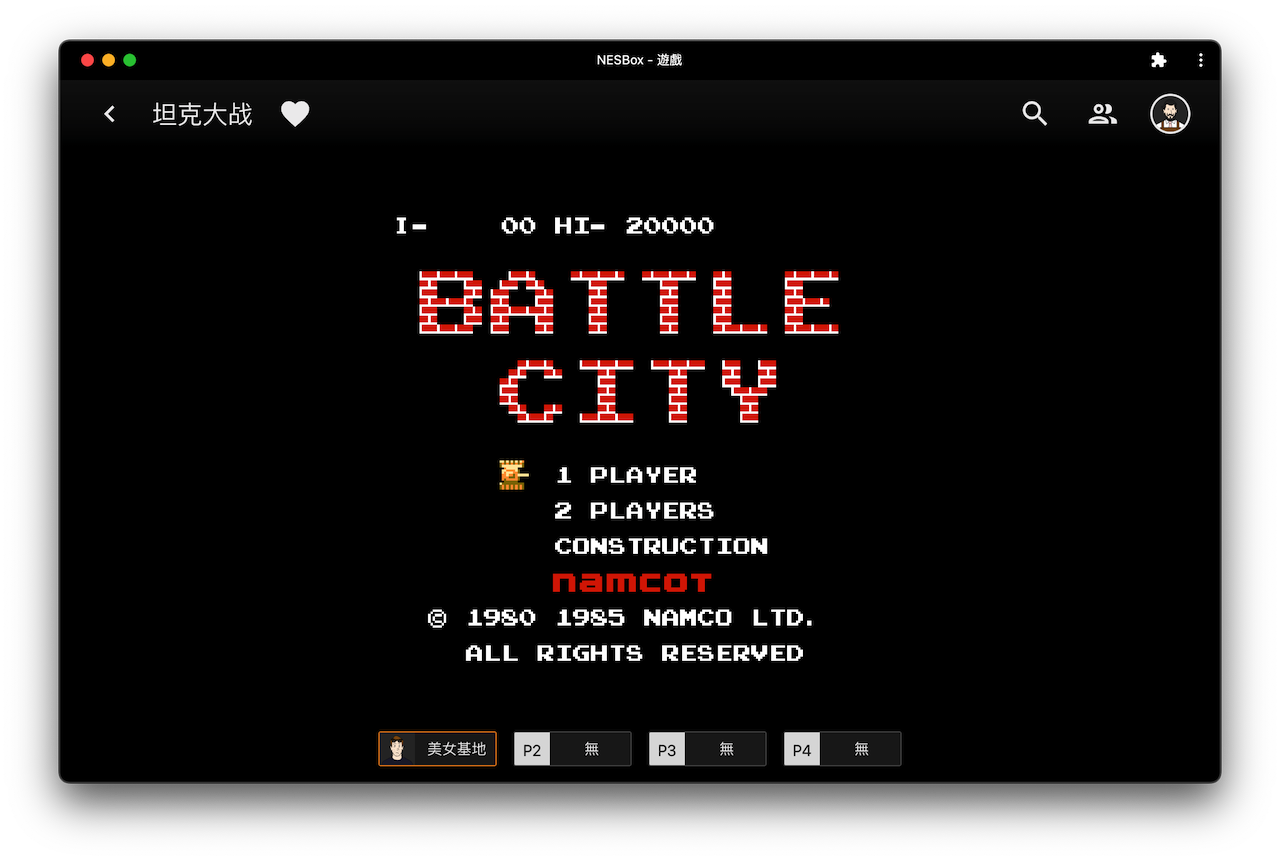 NESBox - 遊戲
坦克大战
I- 00 HI- 20000
BATTLE
CITY
1 PLAYER
2 PLAYERS
CONSTRUCTION
namcot
© 1980 1985 NAMCO LTD.
ALL RIGHTS RESERVED
美女基地 P2 無 P3 無 P4 無